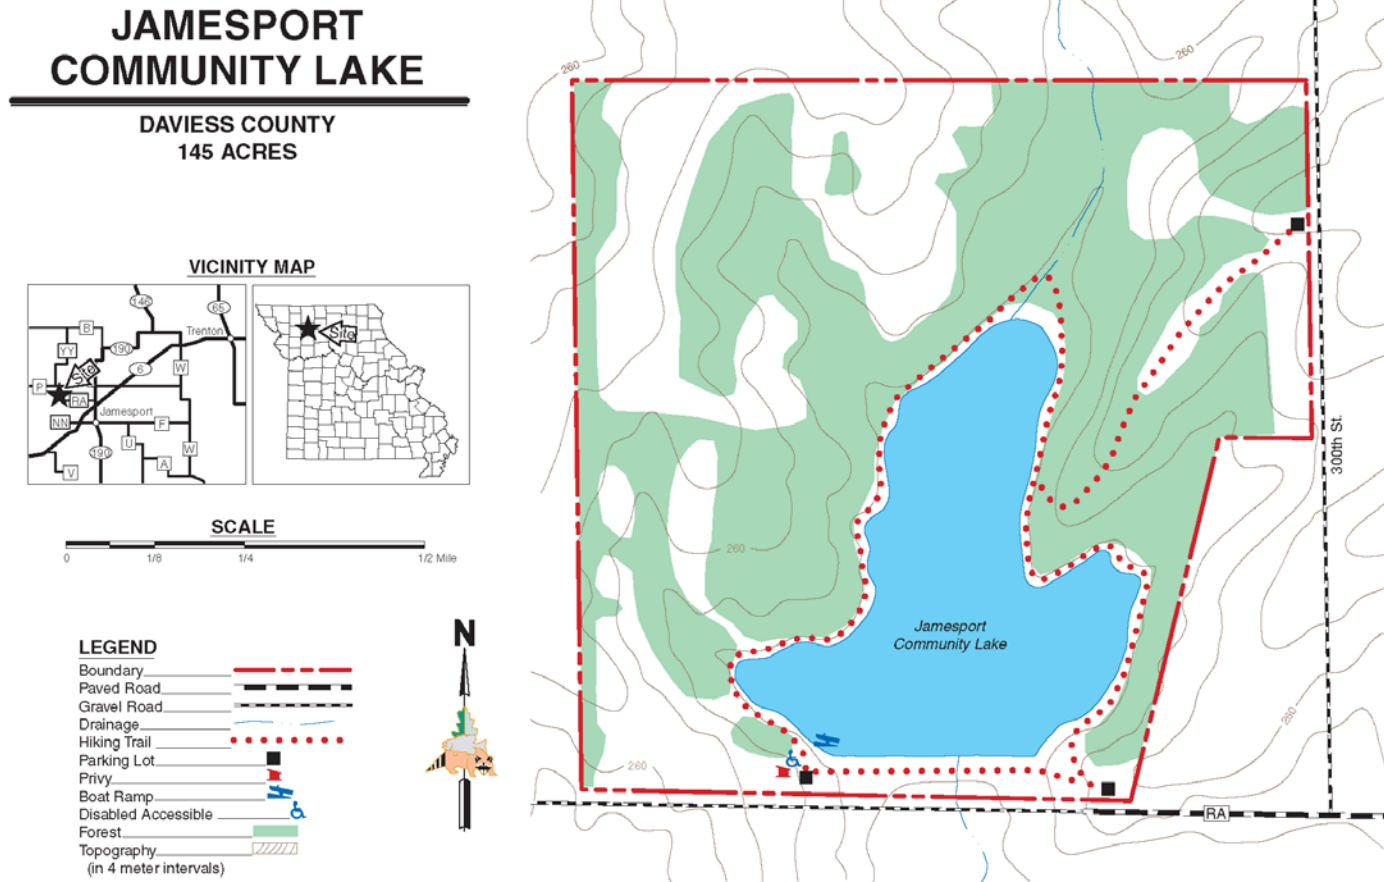 JAMESPORT
COMMUNITY LAKE
DAVIESS COUNTY
145 ACRES
VICINITY MAP
146
65
B
Trenton
YY
190
6
Site
W
P
RA
Jamesport
NN
F
190
U
W
A
V
Site
SCALE
0 1/8 1/4 1/2 Mile
N
LEGEND
Boundary
Paved Road
Gravel Road
Drainage
Hiking Trail
Parking Lot
Privy
Boat Ramp
Disabled Accessible
Forest
Topography
(in 4 meter intervals)
260
260
300th St.
260
Jamesport
Community Lake
260
260
RA